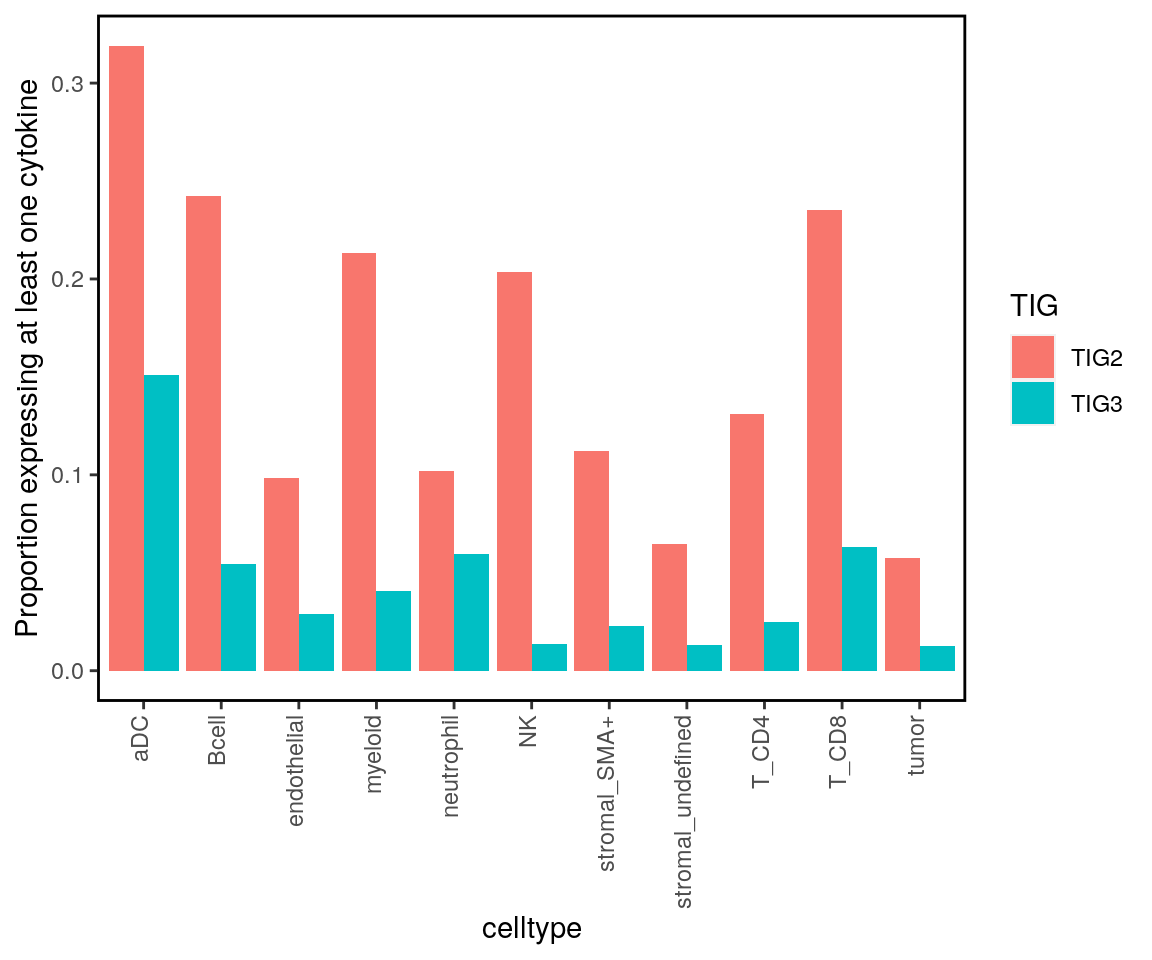 Proportion expressing at least one cytokine
0.3
0.2
0.1
0.0
aDC
Bcell
endothelial
myeloid
neutrophil
NK
stromal_SMA+
stromal_undefined
T_CD4
T_CD8
tumor
celltype
TIG
TIG2
TIG3